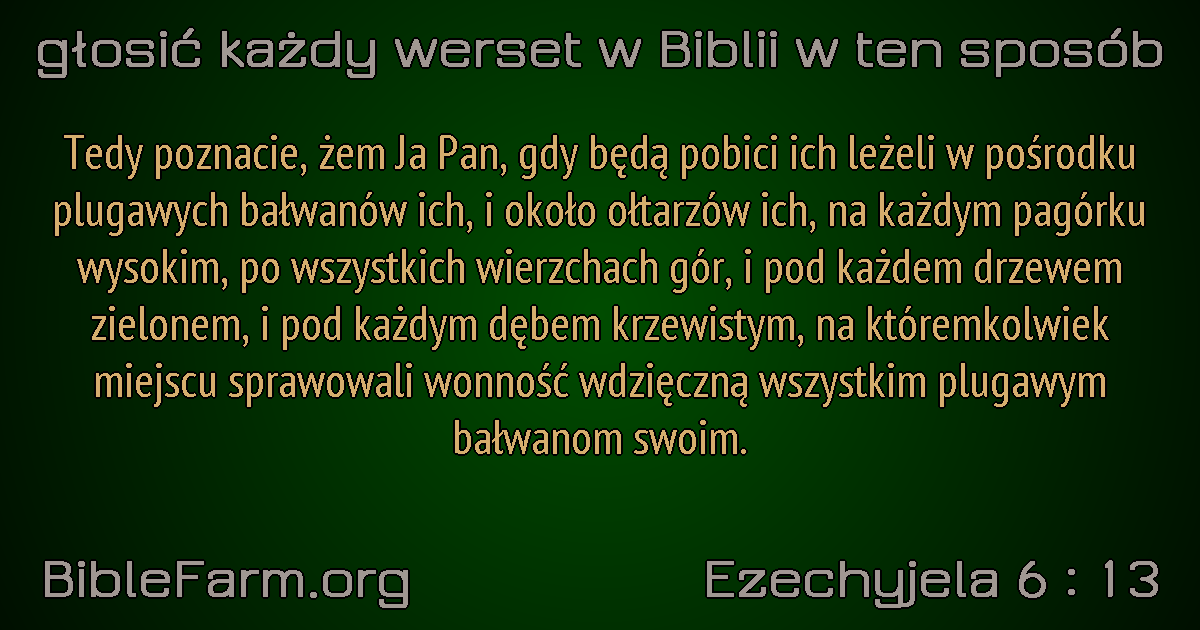 głosić każdy werset w Biblii w ten sposób
Tedy poznacie, żem Ja Pan, gdy będą pobici ich leżeli w pośrodku
plugawych bałwanów ich, i około ołtarzów ich, na każdym pagórku
wysokim, po wszystkich wierzchach gór, i pod każdem drzewem
zielonem, i pod każdym dębem krzewistym, na któremkolwiek
miejscu sprawowali wonność wdzięczną wszystkim plugawym
bałwanom swoim.
BibleFarm.org
Ezechyjela 6 : 13